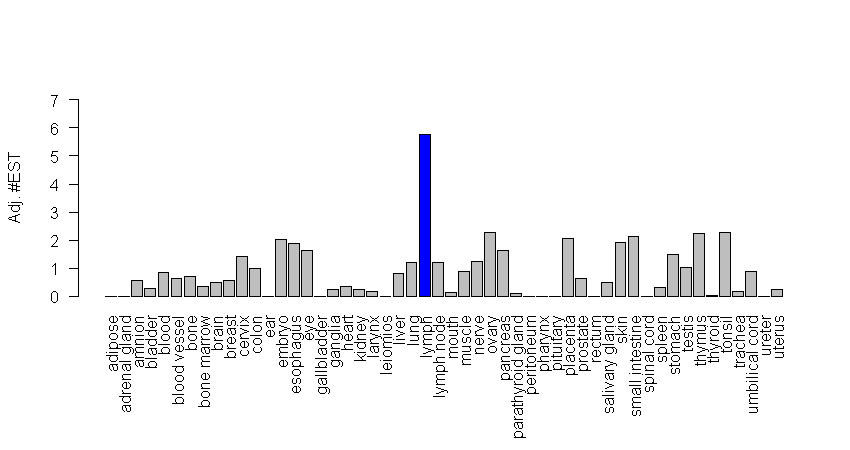 7
6
5
4
3
2
1
0
Adj. #EST
adipose
adrenal gland
amnion
bladder
blood
blood vessel
bone
bone marrow
brain
breast
cervix
colon
ear
embryo
esophagus
eye
gallbladder
ganglia
heart
kidney
larynx
leiomios
liver
lung
lymph
lymph node
mouth
muscle
nerve
ovary
pancreas
parathyroid gland
peritoneum
pharynx
pituitary
placenta
prostate
rectum
salivary gland
skin
small intestine
spinal cord
spleen
stomach
testis
thymus
thyroid
tonsil
trachea
umbilical cord
ureter
uterus